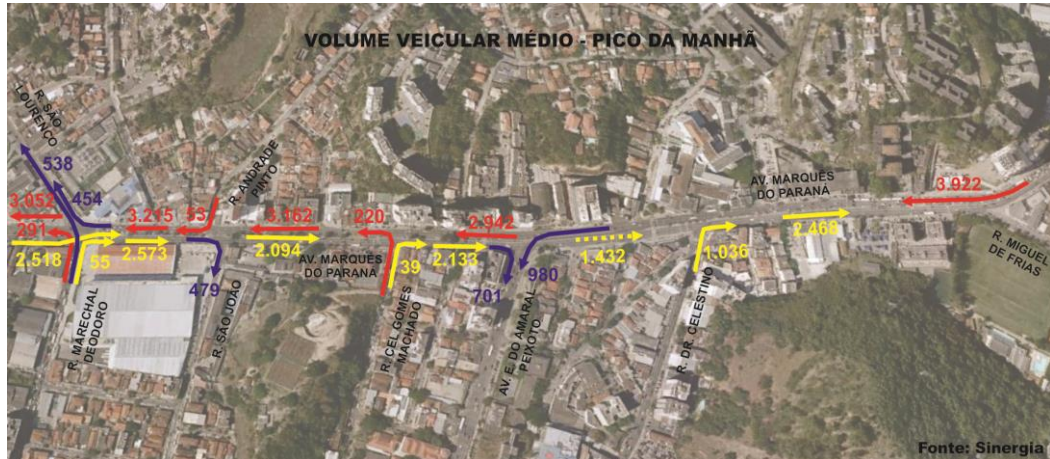 VOLUME VEICULAR MÉDIO - PICO DA MANHÃ
R. SÃO
LOURENÇO
538
454
3.052
291
2.518
55
R. MARECHAL
DEODORO
3.215
2.573
53
R. ANDRADE
PINTO
479
R. SÃO JOÃO
3.162
2.094
AV. MARQUÊS
DO PARANÁ
220
39
R. CEL GOMES
MACHADO
2.942
2.133
701
980
AV. E. DO AMARAL
PEIXOTO
1.432
1.036
R. DR. CELESTINO
AV. MARQUÊS
DO PARANÁ
2.468
3.922
R. MIGUEL
DE FRIAS
Fonte: Sinergia